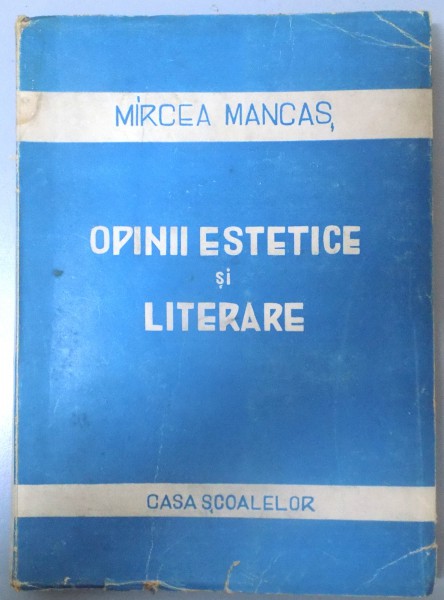 MIRCEA MANCAȘ
OPINII ESTETICE
și
LITERARE
CASA ȘCOALELOR